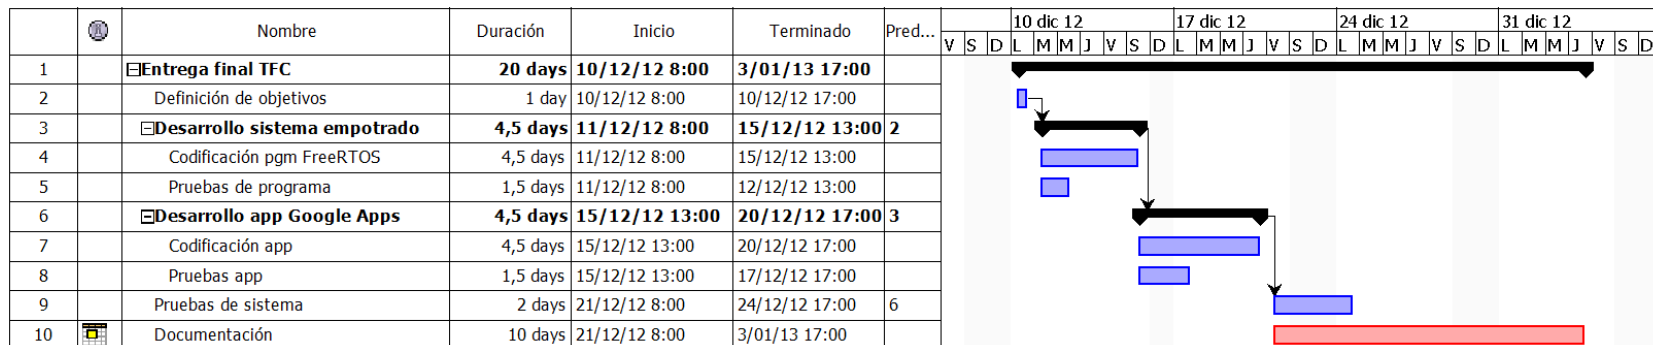 Nombre Duración Inicio Terminado Pred... 10 dic 12 17 dic 12 24 dic 12 31 dic 12
V S D L M M J V S D L M M J V S D L M M J V S D L M M J V S D
1 Entrega final TFC 20 days 10/12/12 8:00 3/01/13 17:00
2 Definición de objetivos 1 day 10/12/12 8:00 10/12/12 17:00
3 Desarrollo sistema empotrado 4,5 days 11/12/12 8:00 15/12/12 13:00 2
4 Codificación pgm FreeRTOS 4,5 days 11/12/12 8:00 15/12/12 13:00
5 Pruebas de programa 1,5 days 11/12/12 8:00 12/12/12 13:00
6 Desarrollo app Google Apps 4,5 days 15/12/12 13:00 20/12/12 17:00 3
7 Codificación app 4,5 days 15/12/12 13:00 20/12/12 17:00
8 Pruebas app 1,5 days 15/12/12 13:00 17/12/12 17:00
9 Pruebas de sistema 2 days 21/12/12 8:00 24/12/12 17:00 6
10 Documentación 10 days 21/12/12 8:00 3/01/13 17:00